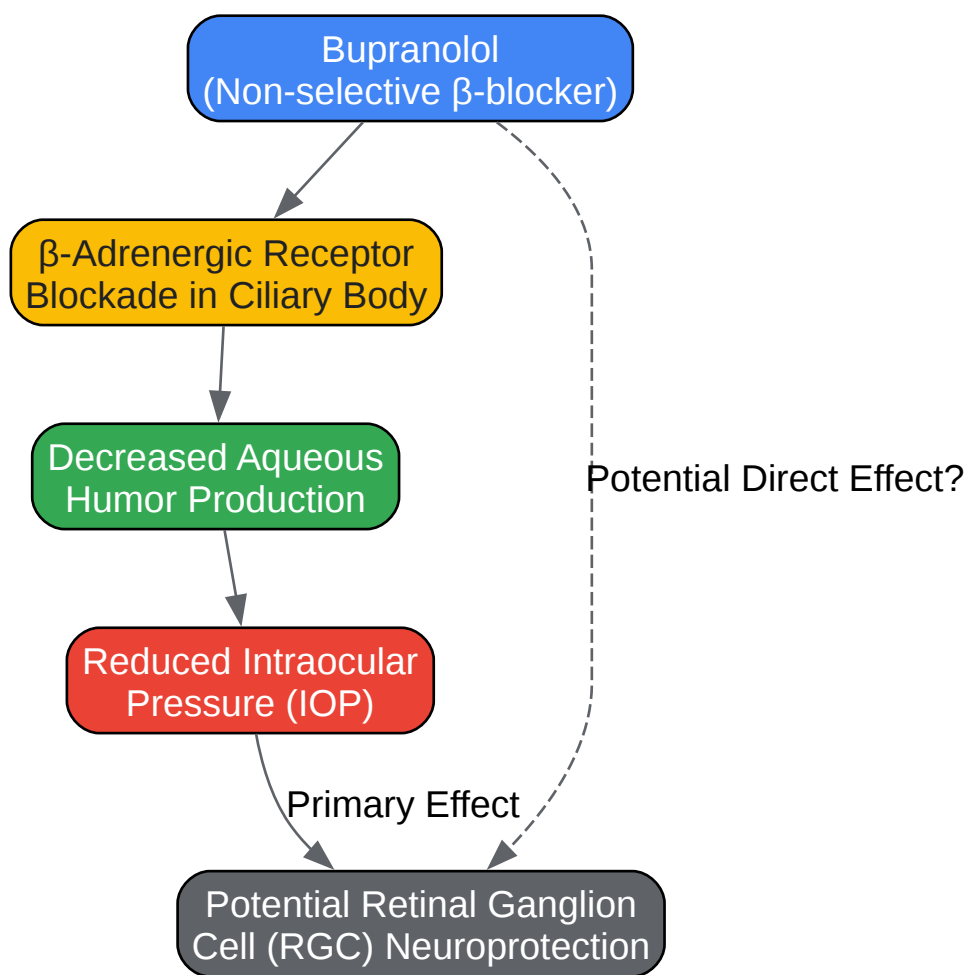 Bupranolol
(Non-selective β-blocker)
β-Adrenergic Receptor
Blockade in Ciliary Body
Decreased Aqueous
Humor Production
Potential Direct Effect?
Reduced Intraocular
Pressure (IOP)
Primary Effect
Potential Retinal Ganglion
Cell (RGC) Neuroprotection